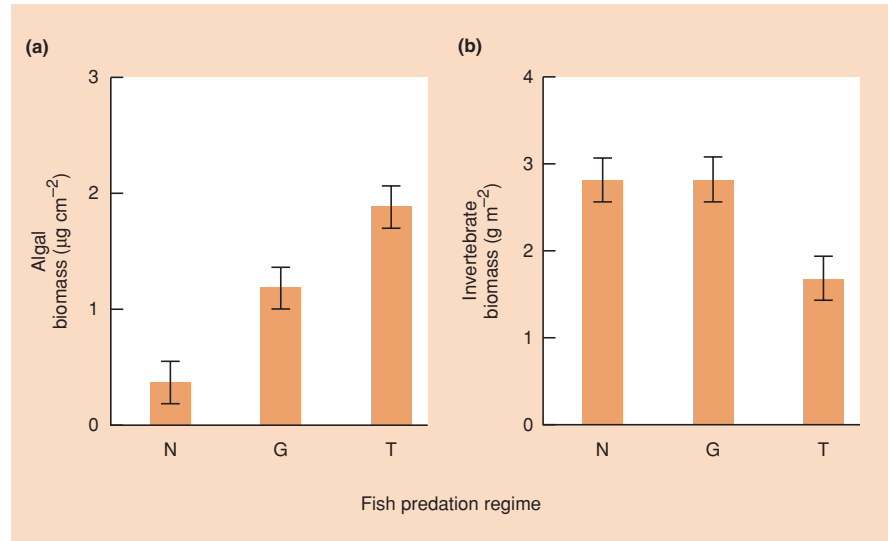 (a)
3
2
1
0
Algal
biomass (µg cm⁻²)
N G T
(b)
4
3
2
1
0
Invertebrate
biomass (g m⁻²)
N G T
Fish predation regime